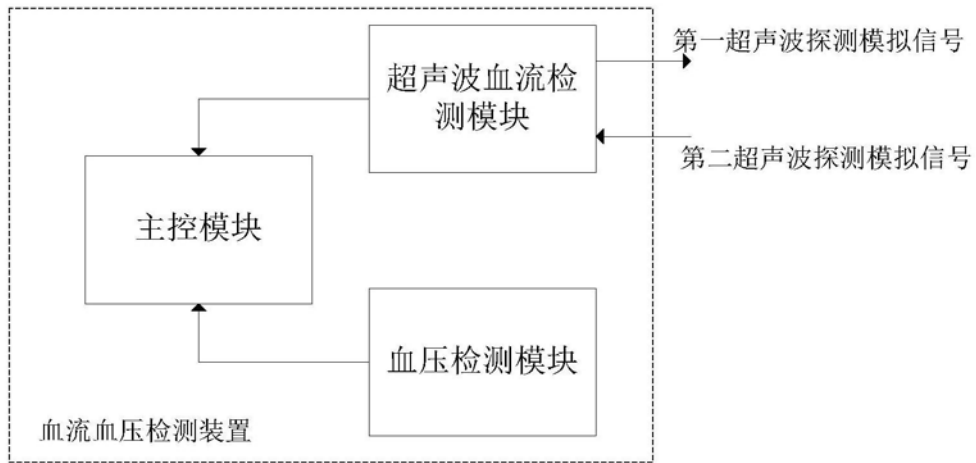 第一超声波探测模拟信号
超声波血流检
测模块
第二超声波探测模拟信号
主控模块
血压检测模块
血流血压检测装置